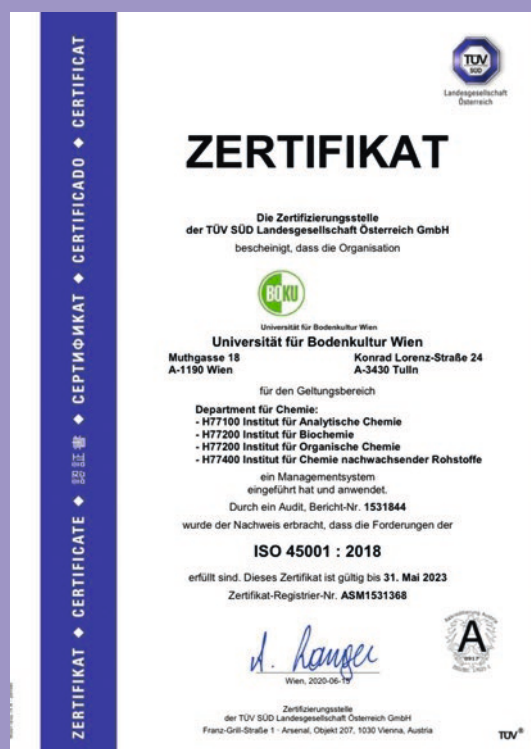 ZERTIFIKAT ◆ CERTIFICATE ◆ 認證證書 ◆ СЕРТИФИКАТ ◆ CERTIFICADO ◆ CERTIFICAT
TÜV
SÜD
Landesgesellschaft
Österreich
ZERTIFIKAT
Die Zertifizierungsstelle
der TÜV SÜD Landesgesellschaft Österreich GmbH
bescheinigt, dass die Organisation
BOKU
Universität für Bodenkultur Wien
Universität für Bodenkultur Wien
Muthgasse 18 Konrad Lorenz-Straße 24
A-1190 Wien A-3430 Tulln
für den Geltungsbereich
Department für Chemie:
- H77100 Institut für Analytische Chemie
- H77200 Institut für Biochemie
- H77200 Institut für Organische Chemie
- H77400 Institut für Chemie nachwachsender Rohstoffe
ein Managementsystem
eingeführt hat und anwendet.
Durch ein Audit, Bericht-Nr. 1531844
wurde der Nachweis erbracht, dass die Forderungen der
ISO 45001 : 2018
erfüllt sind. Dieses Zertifikat ist gültig bis 31. Mai 2023
Zertifikat-Registrier-Nr. ASM1531368
Wien, 2020-06-15
Akkreditierung Austria
A
0917
Zertifizierungsstelle
der TÜV SÜD Landesgesellschaft Österreich GmbH
Franz-Grill-Straße 1 · Arsenal, Objekt 207, 1030 Vienna, Austria
TÜV®